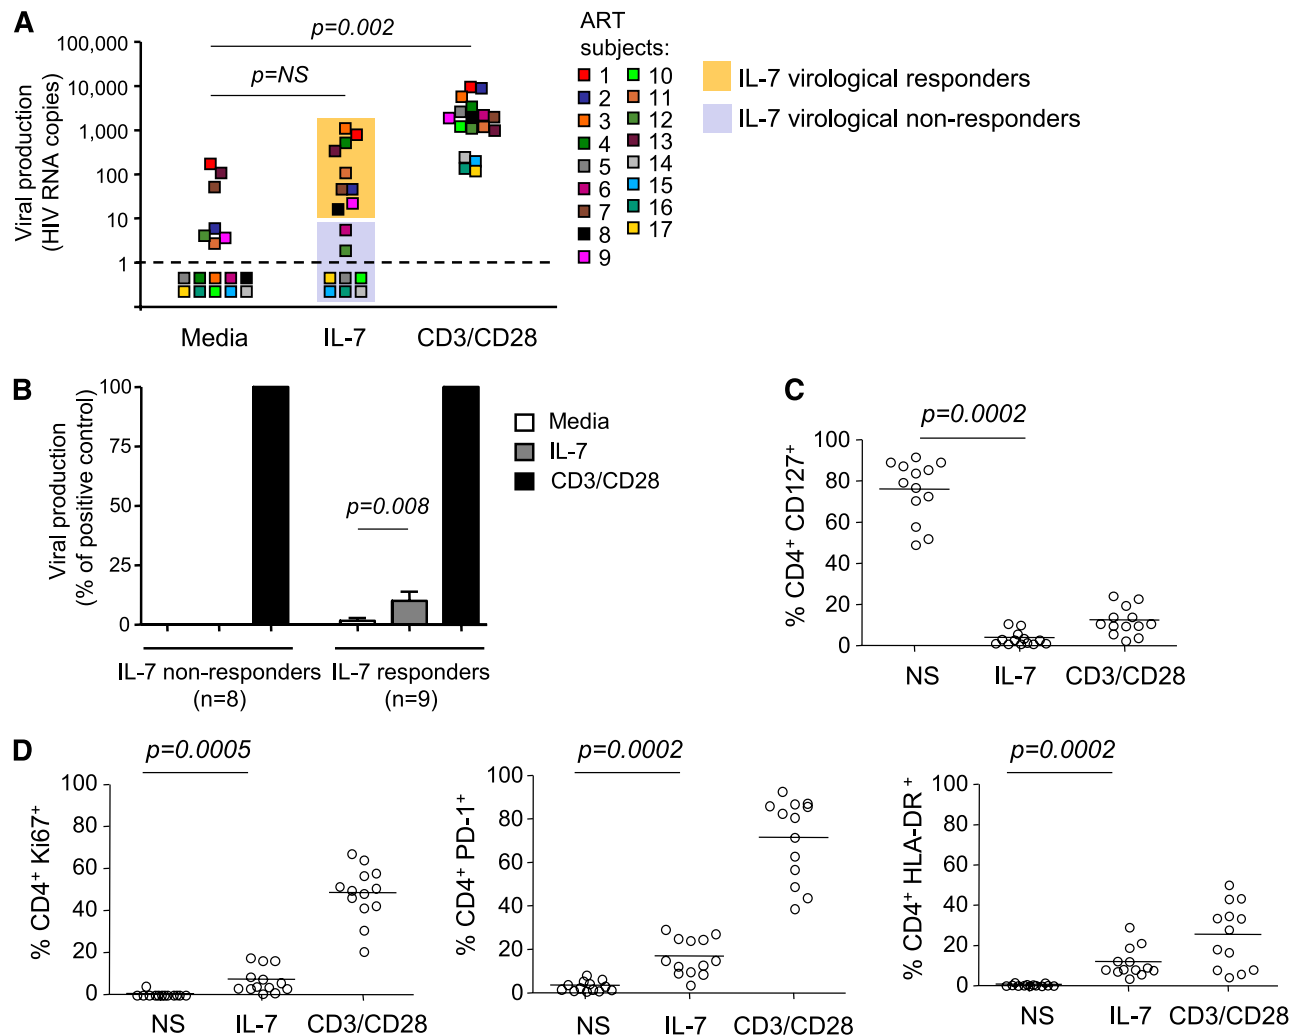 A
p=0.002
p=NS
Viral production
(HIV RNA copies)
100,000
10,000
1,000
100
10
1
Media
IL-7
CD3/CD28
ART
subjects:
1
2
3
4
5
6
7
8
9
10
11
12
13
14
15
16
17
IL-7 virological responders
IL-7 virological non-responders
B
Viral production
(% of positive control)
100
75
50
25
0
p=0.008
Media
IL-7
CD3/CD28
IL-7 non-responders
(n=8)
IL-7 responders
(n=9)
C
p=0.0002
% CD4⁺ CD127⁺
100
80
60
40
20
0
NS
IL-7
CD3/CD28
D
p=0.0005
% CD4⁺ Ki67⁺
100
80
60
40
20
0
NS
IL-7
CD3/CD28
p=0.0002
% CD4⁺ PD-1⁺
100
80
60
40
20
0
NS
IL-7
CD3/CD28
p=0.0002
% CD4⁺ HLA-DR⁺
100
80
60
40
20
0
NS
IL-7
CD3/CD28